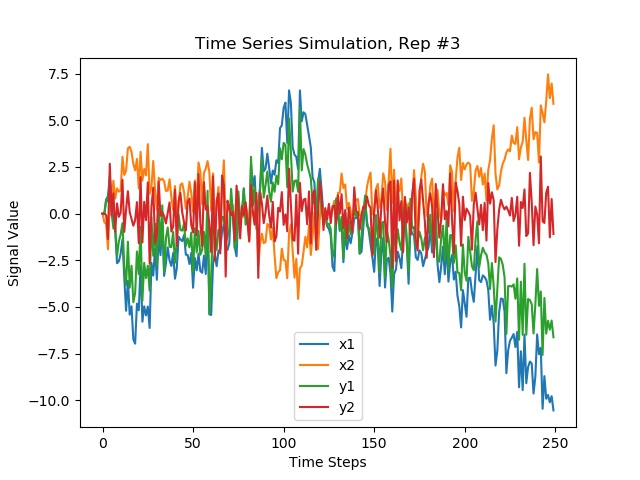 Time Series Simulation, Rep #3
Signal Value
7.5
5.0
2.5
0.0
−2.5
−5.0
−7.5
−10.0
x1
x2
y1
y2
0 50 100 150 200 250
Time Steps